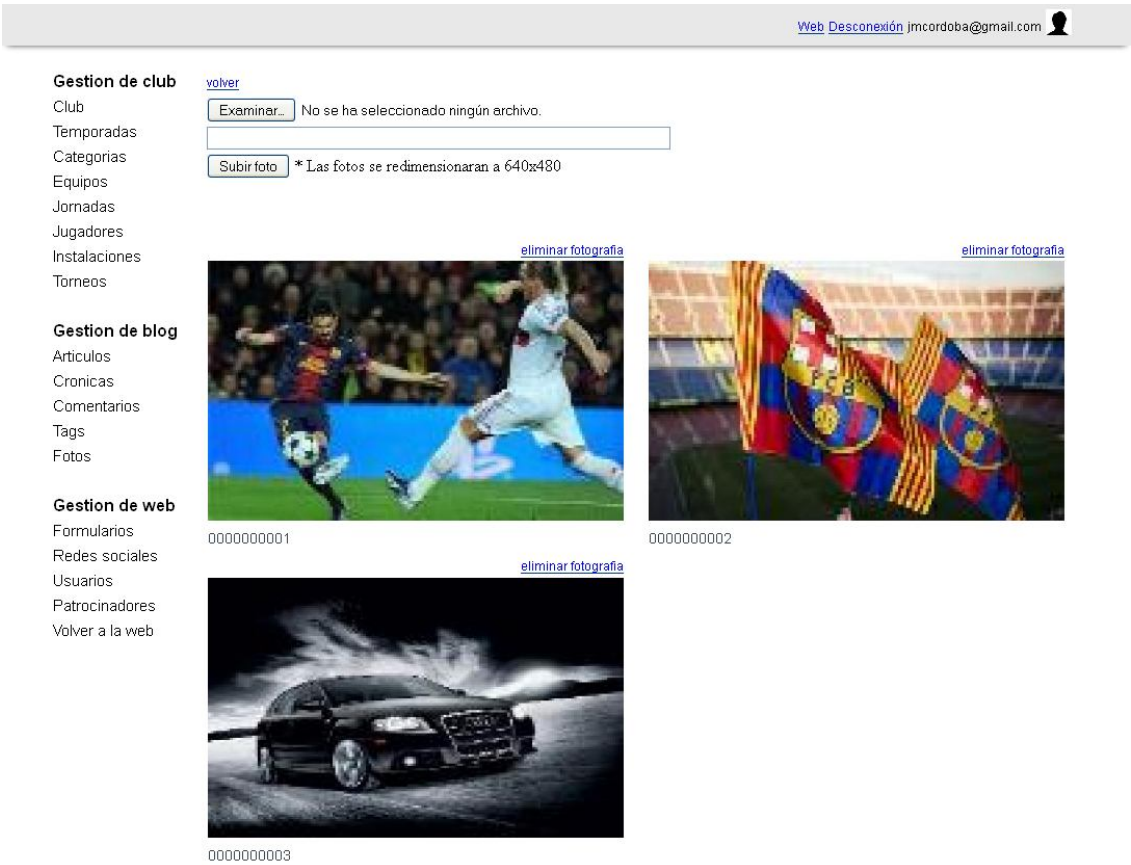 Web Desconexión jmcordoba@gmail.com
Gestion de club
Club
Temporadas
Categorias
Equipos
Jornadas
Jugadores
Instalaciones
Torneos
Gestion de blog
Articulos
Cronicas
Comentarios
Tags
Fotos
Gestion de web
Formularios
Redes sociales
Usuarios
Patrocinadores
Volver a la web
volver
Examinar... No se ha seleccionado ningún archivo.
Subir foto * Las fotos se redimensionaran a 640x480
eliminar fotografia
eliminar fotografia
FCB
0000000001
0000000002
eliminar fotografia
0000000003